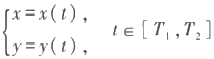 x=x(t),
y=y(t),
t∈[T₁,T₂]